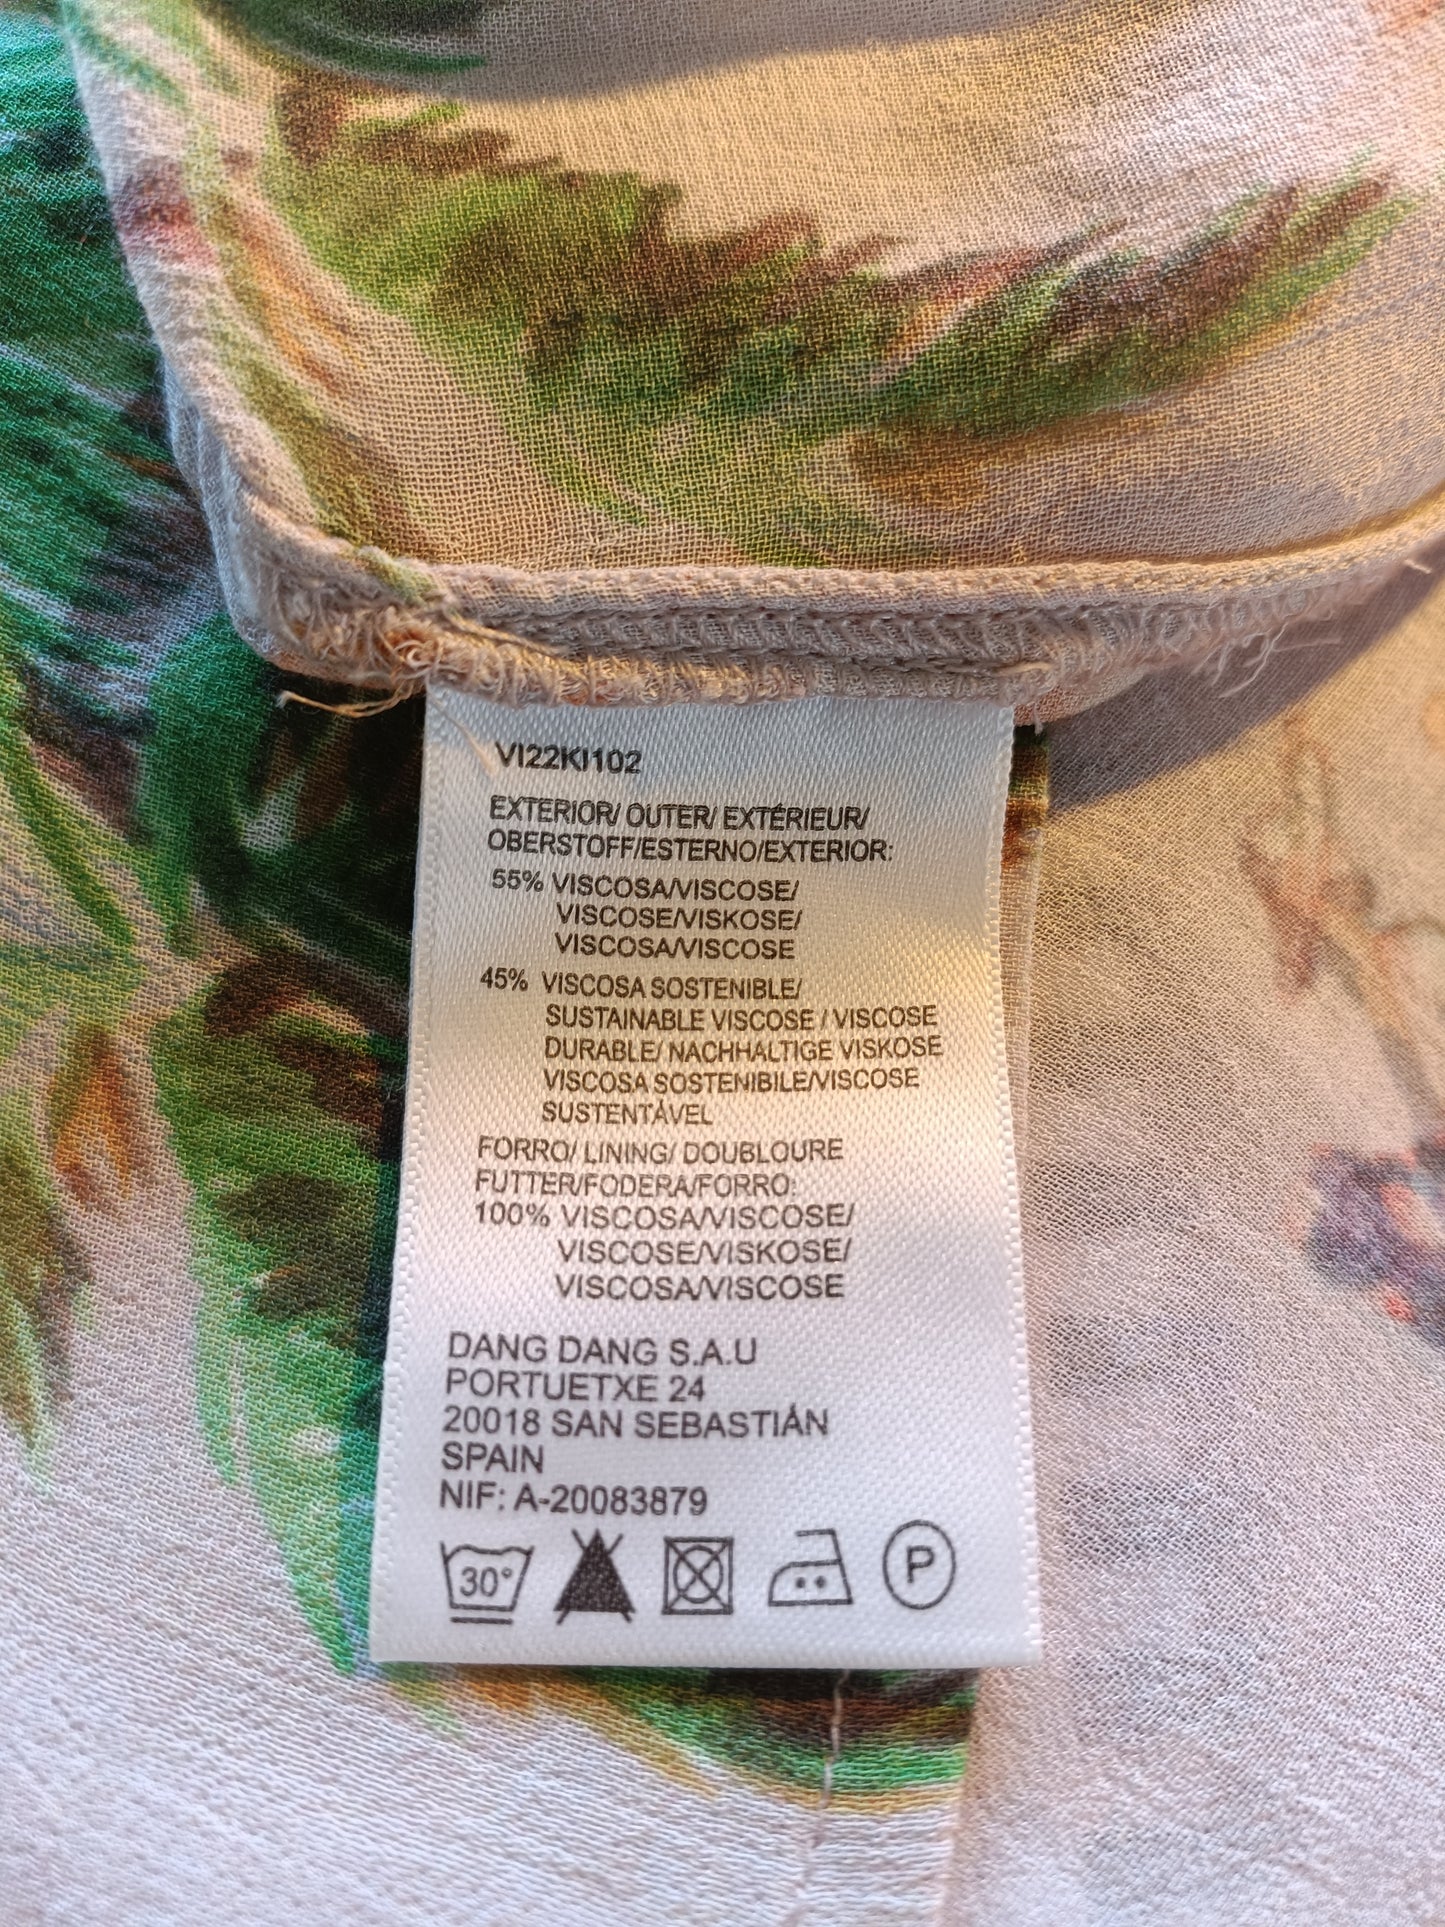 VI22KI102
EXTERIOR/ OUTER/ EXTÉRIEUR/
OBERSTOFF/ESTERNO/EXTERIOR:
55% VISCOSA/VISCOSE/
VISCOSE/VISKOSE/
VISCOSA/VISCOSE
45% VISCOSA SOSTENIBLE/
SUSTAINABLE VISCOSE / VISCOSE
DURABLE/ NACHHALTIGE VISKOSE
VISCOSA SOSTENIBILE/VISCOSE
SUSTENTÁVEL
FORRO/ LINING/ DOUBLOURE
FUTTER/FODERA/FORRO:
100% VISCOSA/VISCOSE/
VISCOSE/VISKOSE/
VISCOSA/VISCOSE
DANG DANG S.A.U
PORTUETXE 24
20018 SAN SEBASTIÁN
SPAIN
NIF: A-20083879
30° P